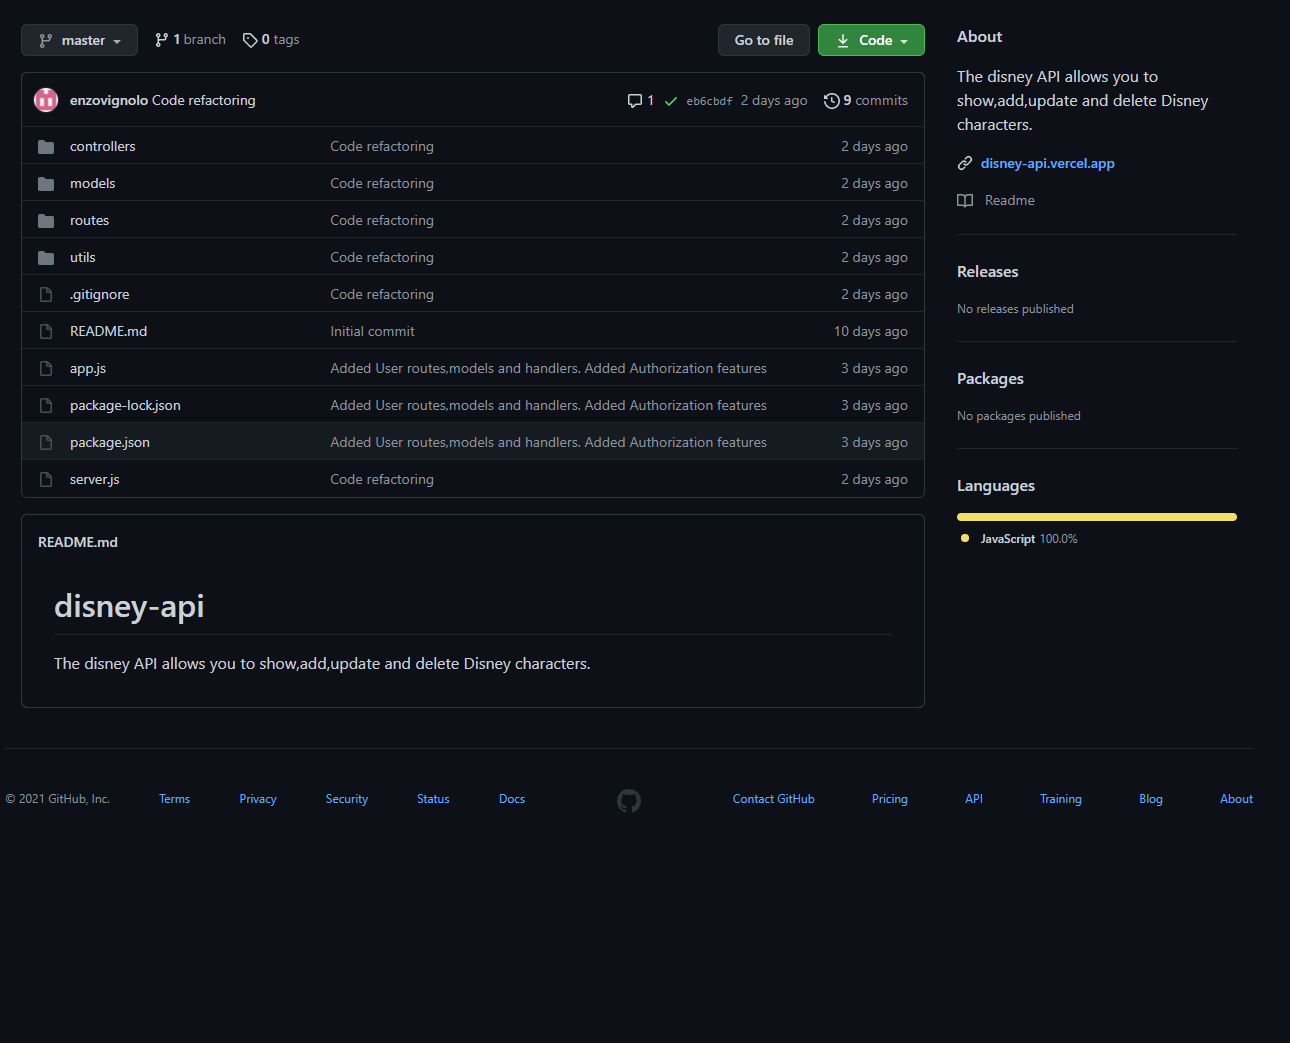 master 1 branch 0 tags Go to file Code
enzovignolo Code refactoring 1 eb6cbdf 2 days ago 9 commits
controllers Code refactoring 2 days ago
models Code refactoring 2 days ago
routes Code refactoring 2 days ago
utils Code refactoring 2 days ago
.gitignore Code refactoring 2 days ago
README.md Initial commit 10 days ago
app.js Added User routes,models and handlers. Added Authorization features 3 days ago
package-lock.json Added User routes,models and handlers. Added Authorization features 3 days ago
package.json Added User routes,models and handlers. Added Authorization features 3 days ago
server.js Code refactoring 2 days ago
README.md
disney-api
The disney API allows you to show,add,update and delete Disney characters.
About
The disney API allows you to
show,add,update and delete Disney
characters.
disney-api.vercel.app
Readme
Releases
No releases published
Packages
No packages published
Languages
JavaScript 100.0%
© 2021 GitHub, Inc. Terms Privacy Security Status Docs Contact GitHub Pricing API Training Blog About